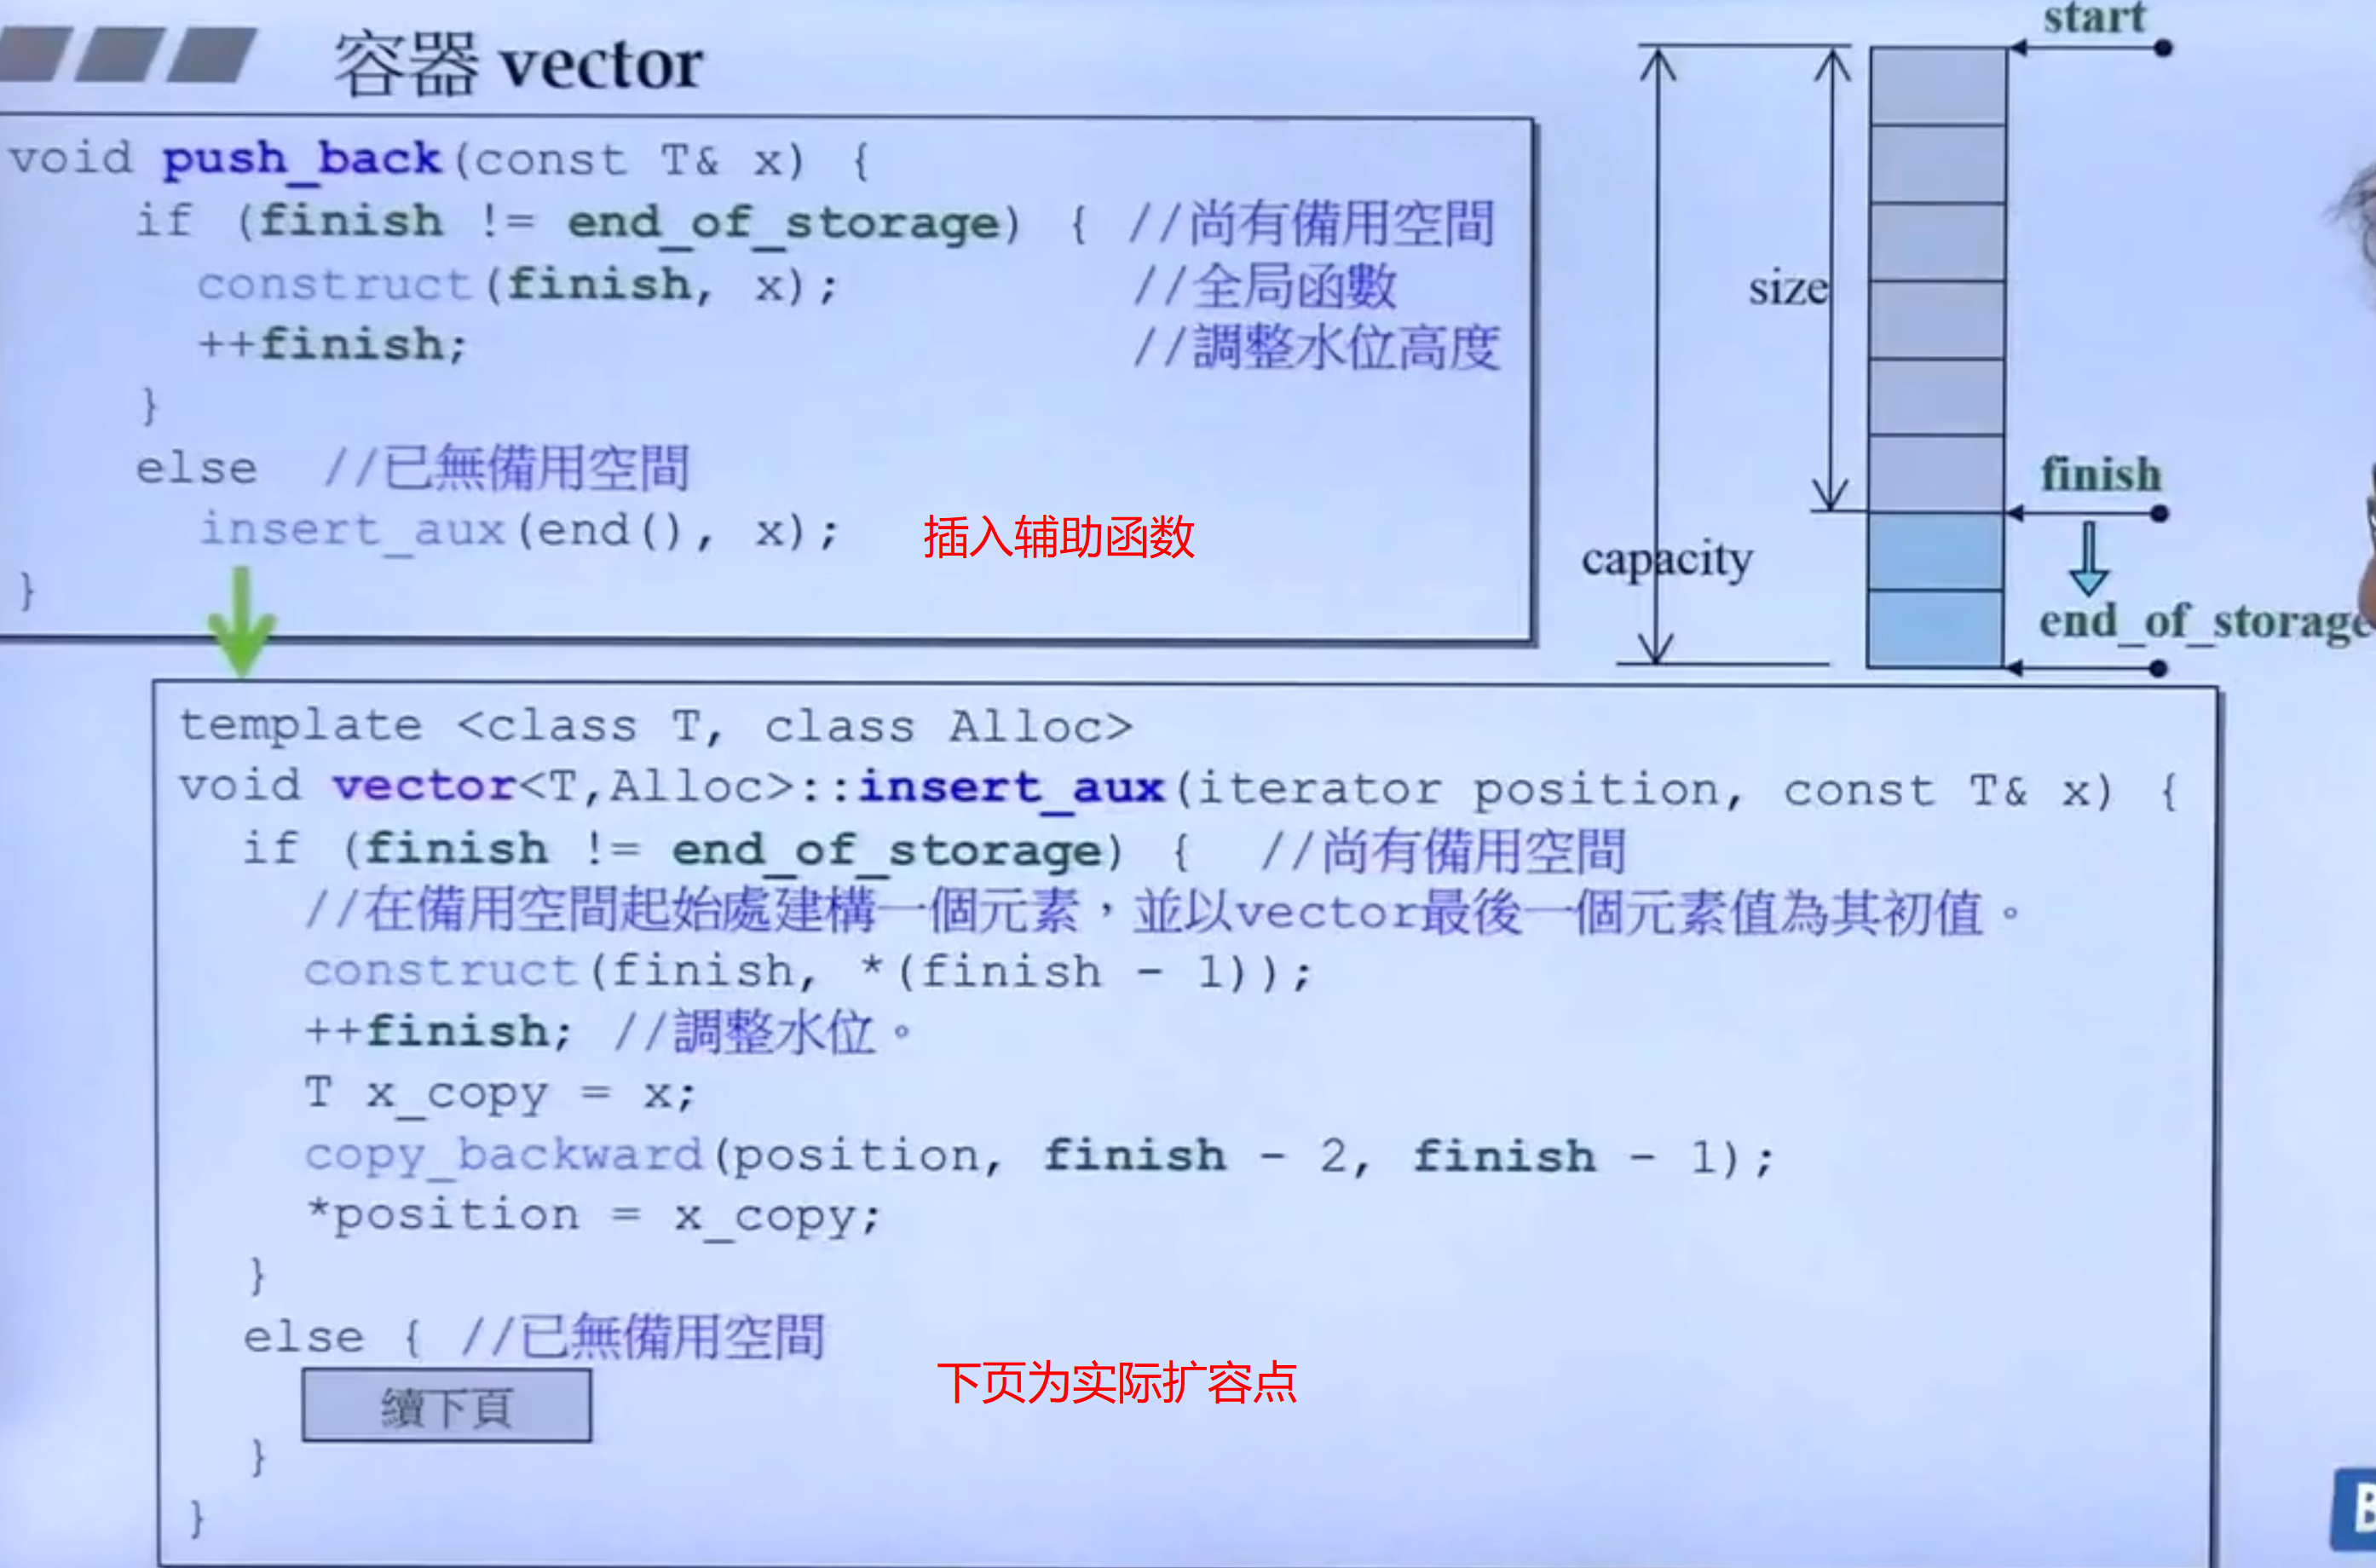 容器 vector
void push_back(const T& x) {
if (finish != end_of_storage) { //尚有備用空間
construct(finish, x); //全局函數
++finish; //調整水位高度
}
else //已無備用空間
insert_aux(end(), x); 插入辅助函数
}
start
size
finish
capacity
end_of_storage
template <class T, class Alloc>
void vector<T,Alloc>::insert_aux(iterator position, const T& x) {
if (finish != end_of_storage) { //尚有備用空間
//在備用空間起始處建構一個元素，並以vector最後一個元素值為其初值。
construct(finish, *(finish - 1));
++finish; //調整水位。
T x_copy = x;
copy_backward(position, finish - 2, finish - 1);
*position = x_copy;
}
else { //已無備用空間
續下頁 下页为实际扩容点
}
}